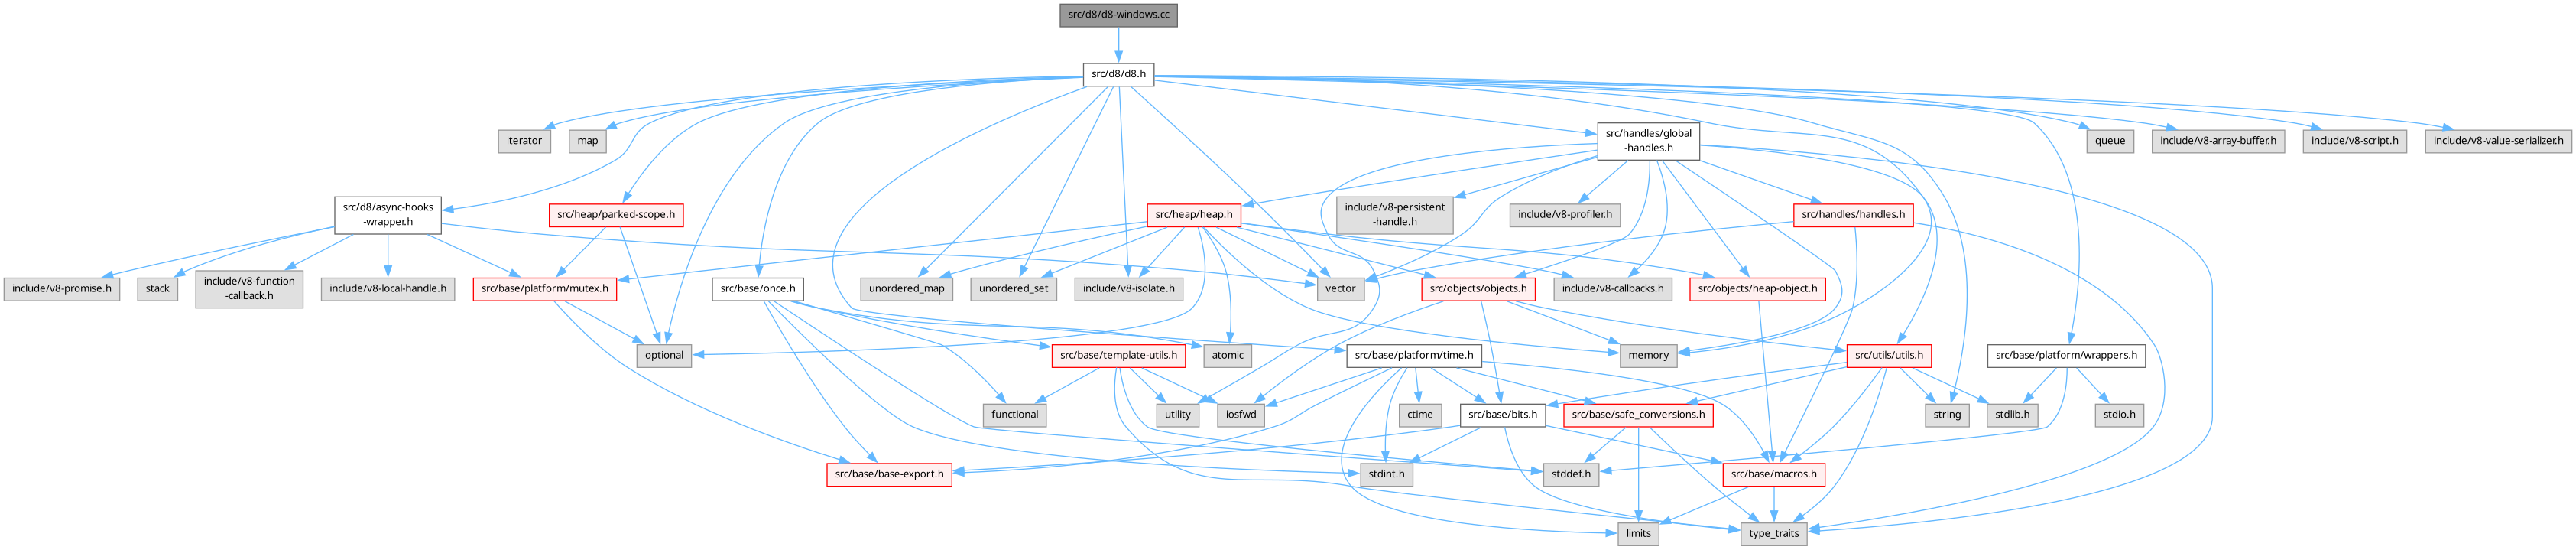 src/d8/d8-windows.cc
src/d8/d8.h
iterator
map
src/handles/global
-handles.h
queue
include/v8-array-buffer.h
include/v8-script.h
include/v8-value-serializer.h
src/d8/async-hooks
-wrapper.h
src/heap/parked-scope.h
src/heap/heap.h
include/v8-persistent
-handle.h
include/v8-profiler.h
src/handles/handles.h
include/v8-promise.h
stack
include/v8-function
-callback.h
include/v8-local-handle.h
src/base/platform/mutex.h
src/base/once.h
unordered_map
unordered_set
include/v8-isolate.h
vector
src/objects/objects.h
include/v8-callbacks.h
src/objects/heap-object.h
optional
src/base/template-utils.h
atomic
src/base/platform/time.h
memory
src/utils/utils.h
src/base/platform/wrappers.h
functional
utility
iosfwd
ctime
src/base/bits.h
src/base/safe_conversions.h
string
stdlib.h
stdio.h
src/base/base-export.h
stdint.h
stddef.h
src/base/macros.h
limits
type_traits